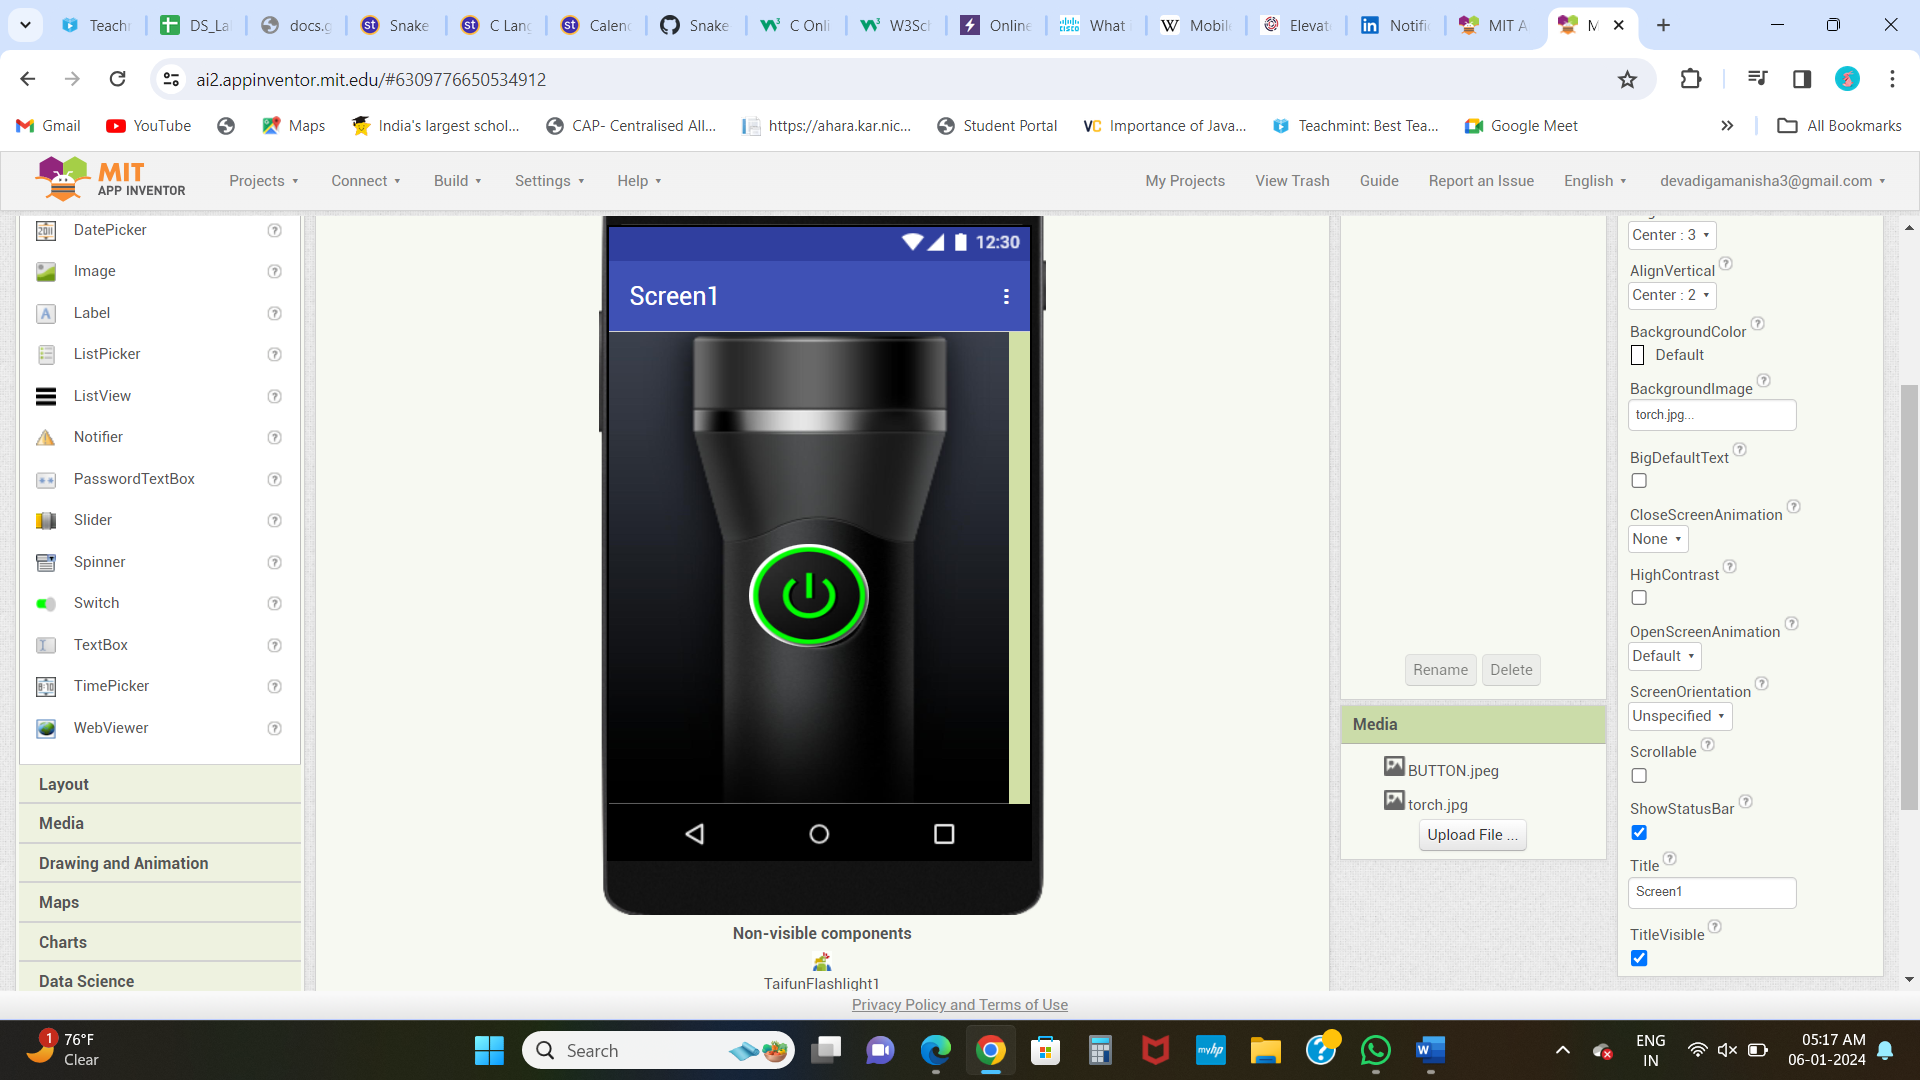 Teachr
DS_Lal
docs.g
Snake
C Lang
Calend
Snake
C Onli
W3Sch
Online
What i
Mobile
Elevat
Notific
MIT A
M
ai2.appinventor.mit.edu/#6309776650534912
Gmail
YouTube
Maps
India's largest schol...
CAP- Centralised All...
https://ahara.kar.nic...
Student Portal
Importance of Java...
Teachmint: Best Tea...
Google Meet
All Bookmarks
MIT
APP INVENTOR
Projects
Connect
Build
Settings
Help
My Projects
View Trash
Guide
Report an Issue
English
devadigamanisha3@gmail.com
DatePicker
Image
Label
ListPicker
ListView
Notifier
PasswordTextBox
Slider
Spinner
Switch
TextBox
TimePicker
WebViewer
Layout
Media
Drawing and Animation
Maps
Charts
Data Science
12:30
Screen1
Non-visible components
TaifunFlashlight1
Rename
Delete
Media
BUTTON.jpeg
torch.jpg
Upload File ...
Center : 3
AlignVertical
Center : 2
BackgroundColor
Default
BackgroundImage
torch.jpg...
BigDefaultText
CloseScreenAnimation
None
HighContrast
OpenScreenAnimation
Default
ScreenOrientation
Unspecified
Scrollable
ShowStatusBar
Title
Screen1
TitleVisible
Privacy Policy and Terms of Use
1
76°F
Clear
Search
myhp
ENG
IN
05:17 AM
06-01-2024